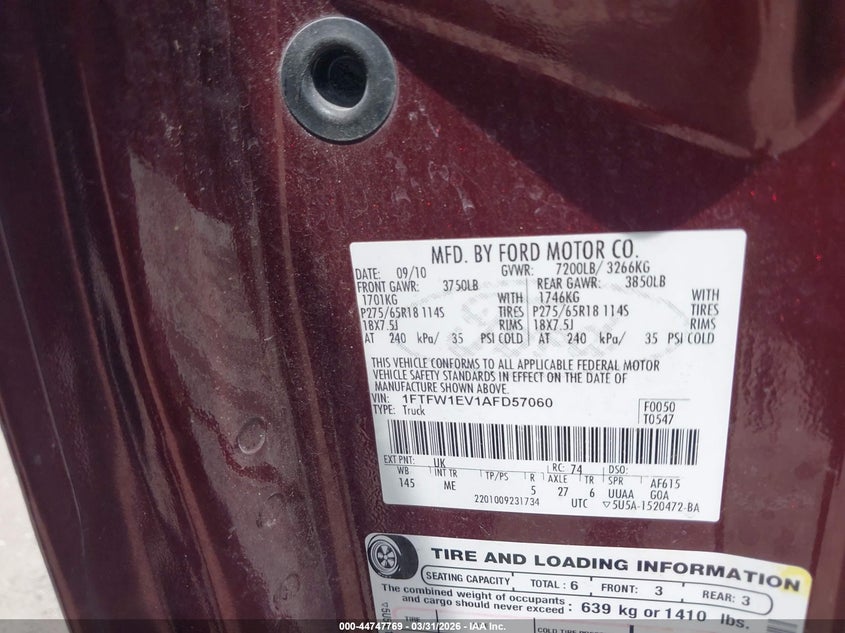 MFD. BY FORD MOTOR CO.
DATE: 09/10 GVWR: 7200LB/ 3266KG
FRONT GAWR: 3750LB REAR GAWR: 3850LB
1701KG WITH 1746KG WITH
P275/65R18 114S TIRES P275/65R18 114S TIRES
18X7.5J RIMS 18X7.5J RIMS
AT 240 kPa/ 35 PSI COLD AT 240 kPa/ 35 PSI COLD
THIS VEHICLE CONFORMS TO ALL APPLICABLE FEDERAL MOTOR
VEHICLE SAFETY STANDARDS IN EFFECT ON THE DATE OF
MANUFACTURE SHOWN ABOVE.
VIN: 1FTFW1EV1AFD57060 F0050
TYPE: Truck T0547
EXT PNT: UK RC: 74 DSO:
WB INT TR TP/PS R AXLE TR SPR AF615
145 ME 5 27 6 UUAA GOA
2201009231734 UTC ▽5U5A-1520472-BA
TIRE AND LOADING INFORMATION
SEATING CAPACITY TOTAL: 6 FRONT: 3 REAR: 3
The combined weight of occupants
and cargo should never exceed: 639 kg or 1410 lbs.
000-44747769 - 03/31/2026 - IAA Inc.